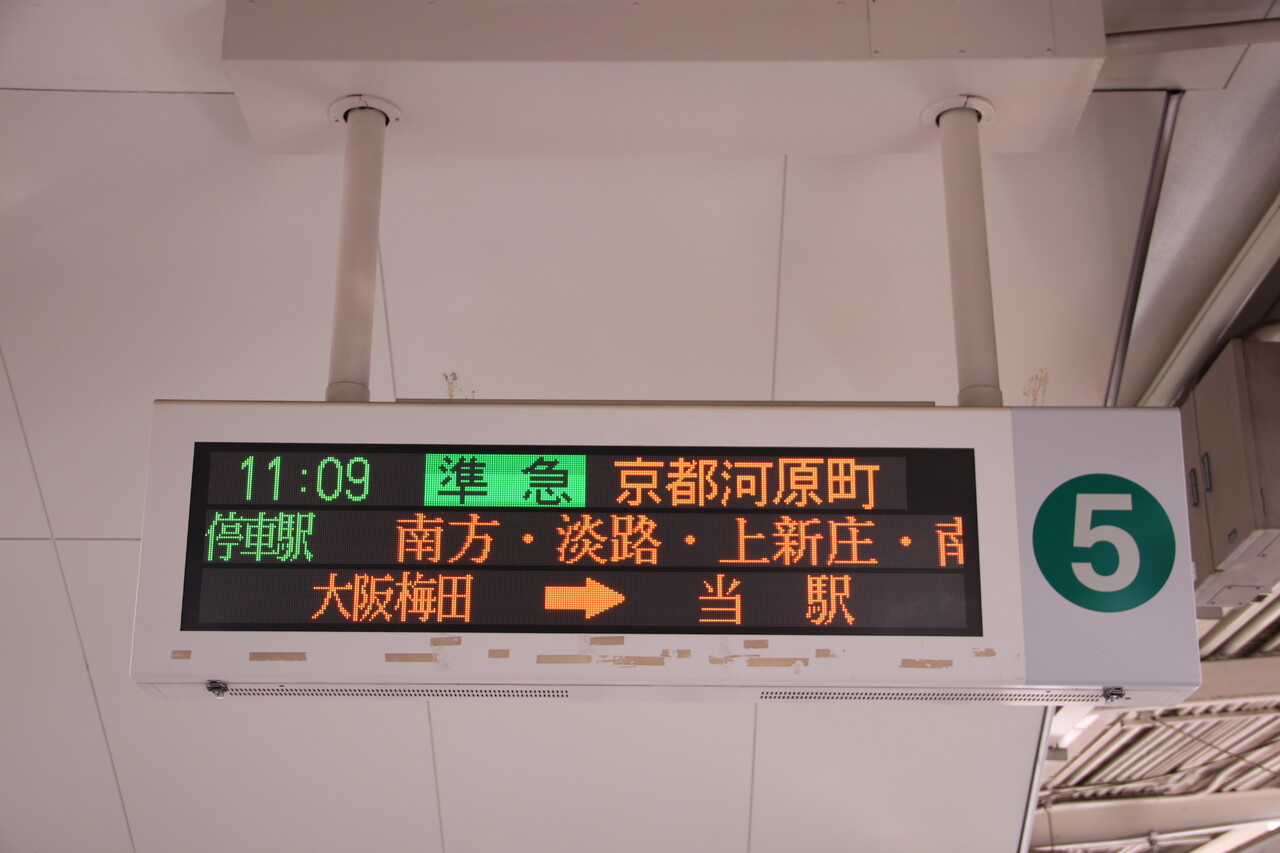 11:09 準急 京都河原町
停車駅 南方・淡路・上新庄・
大阪梅田 ➡ 当駅
5